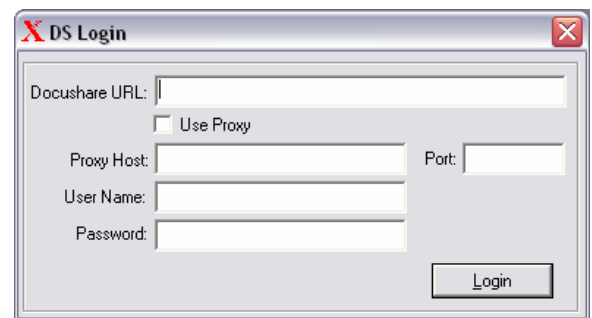 X DS Login
Docushare URL:
Use Proxy
Proxy Host: Port:
User Name:
Password:
Login